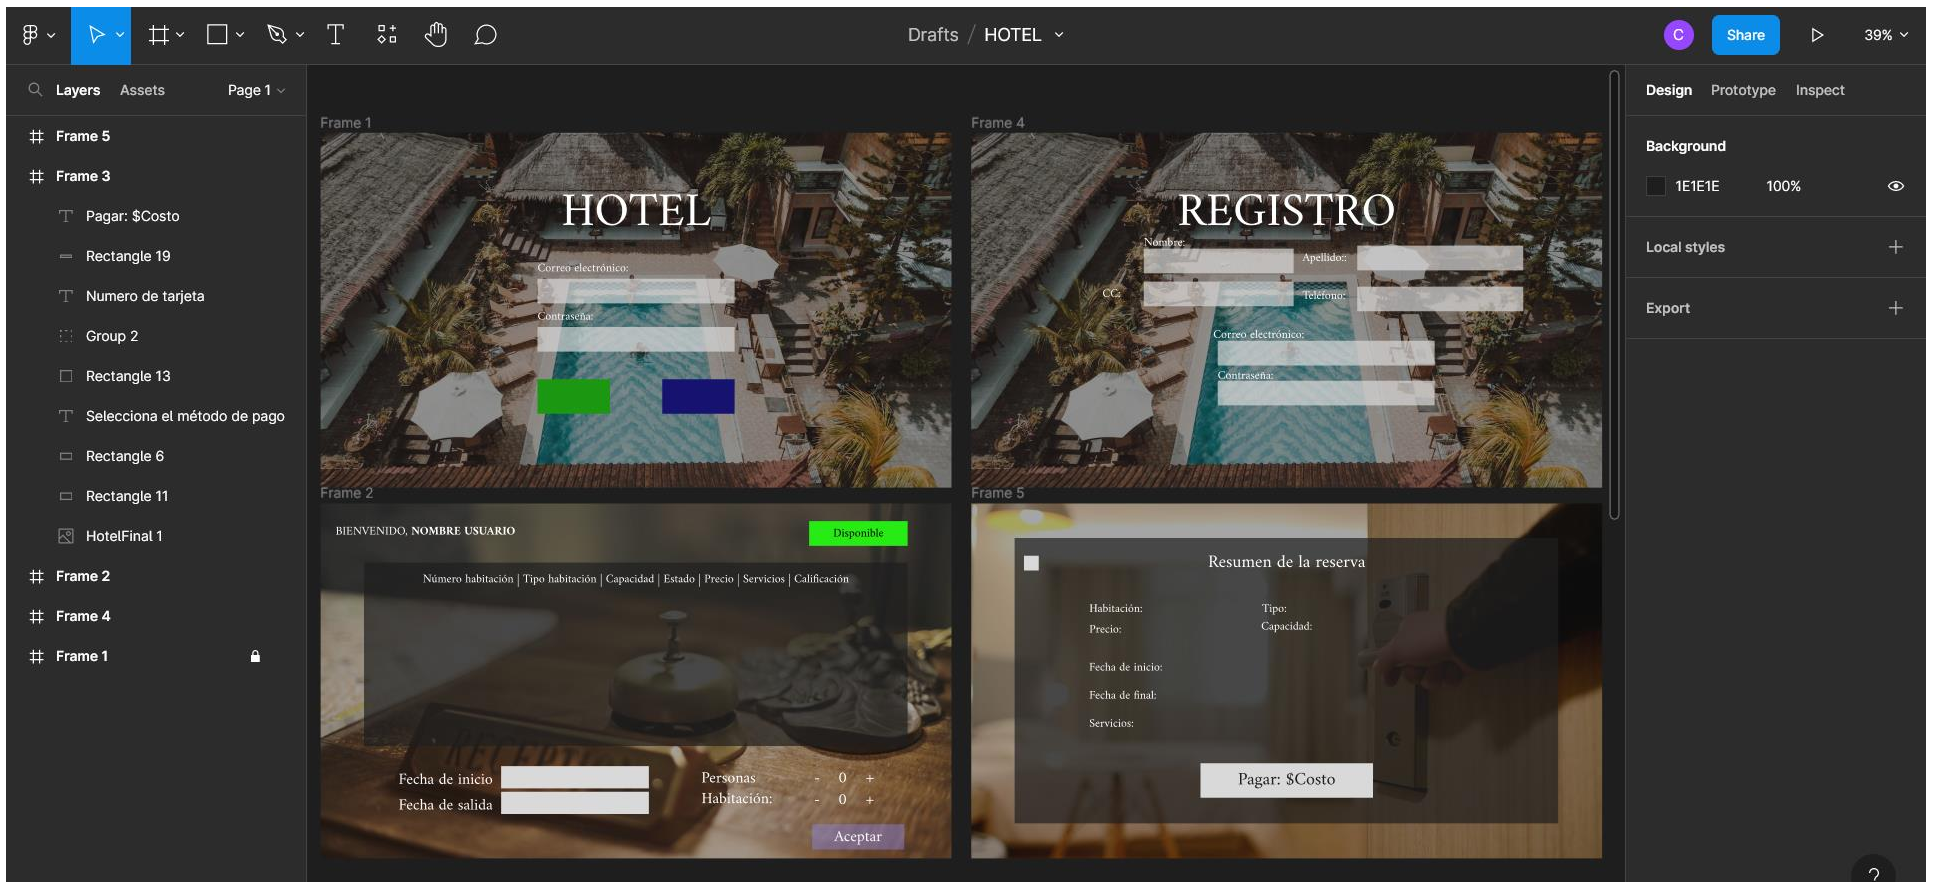 Drafts / HOTEL
C
Share
39%
Layers
Assets
Page 1
Frame 5
Frame 3
Pagar: $Costo
Rectangle 19
Numero de tarjeta
Group 2
Rectangle 13
Selecciona el método de pago
Rectangle 6
Rectangle 11
HotelFinal 1
Frame 2
Frame 4
Frame 1
Frame 1
HOTEL
Correo electrónico:
Contraseña:
Frame 4
REGISTRO
Nombre:
Apellido::
CC:
Teléfono:
Correo electrónico:
Contraseña:
Frame 2
BIENVENIDO, NOMBRE USUARIO
Disponible
Número habitación | Tipo habitación | Capacidad | Estado | Precio | Servicios | Calificación
Fecha de inicio
Fecha de salida
Personas - 0 +
Habitación: - 0 +
Aceptar
Frame 5
Resumen de la reserva
Habitación:
Tipo:
Precio:
Capacidad:
Fecha de inicio:
Fecha de final:
Servicios:
Pagar: $Costo
Design
Prototype
Inspect
Background
1E1E1E
100%
Local styles
Export
?